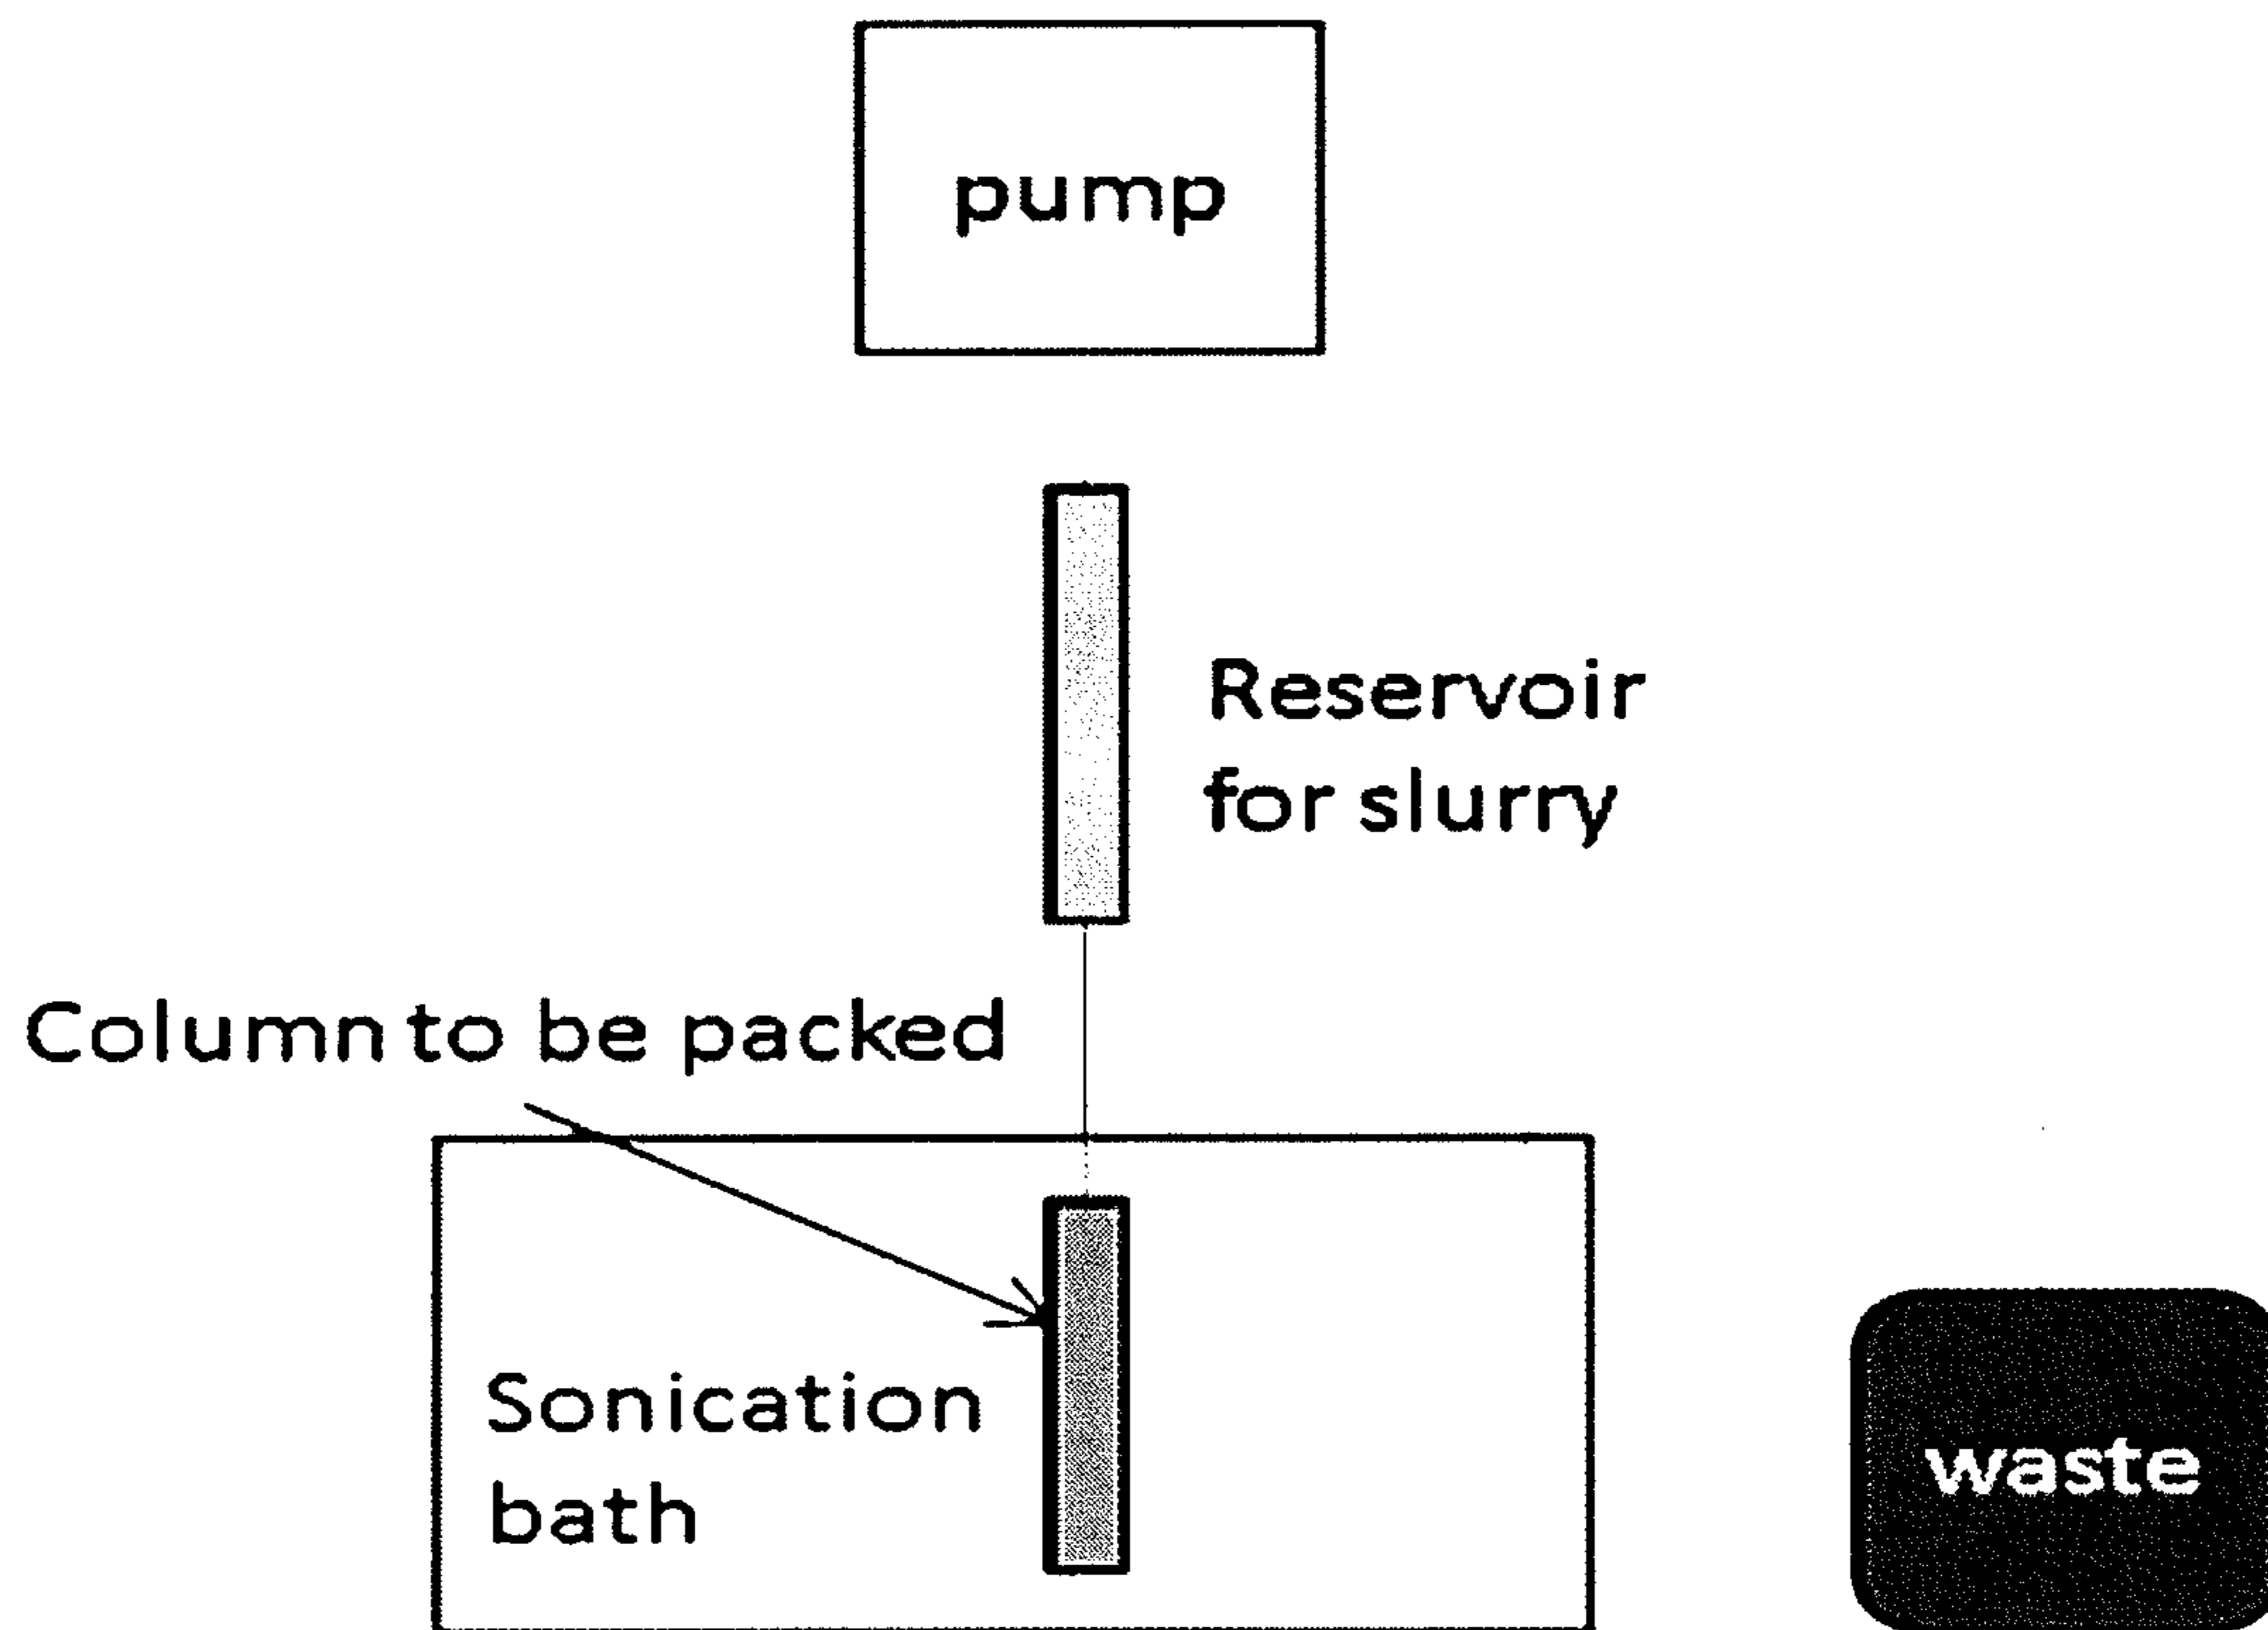 pump
Reservoir
for slurry
Column to be packed
Sonication
bath
waste